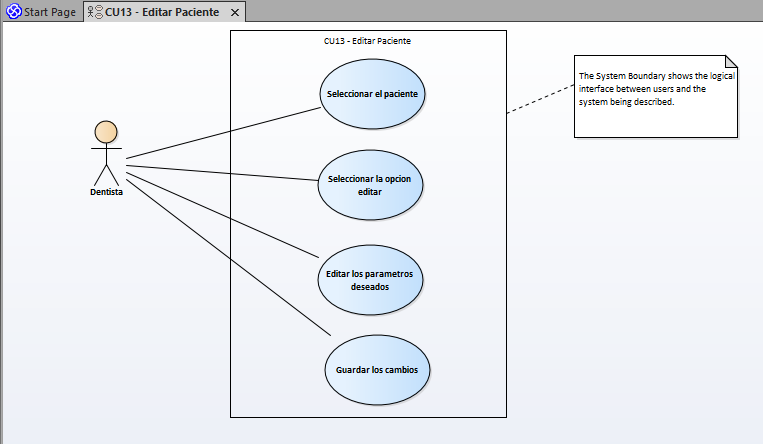 Start Page
CU13 - Editar Paciente
CU13 - Editar Paciente
Seleccionar el paciente
The System Boundary shows the logical
interface between users and the
system being described.
Dentista
Seleccionar la opcion
editar
Editar los parametros
deseados
Guardar los cambios